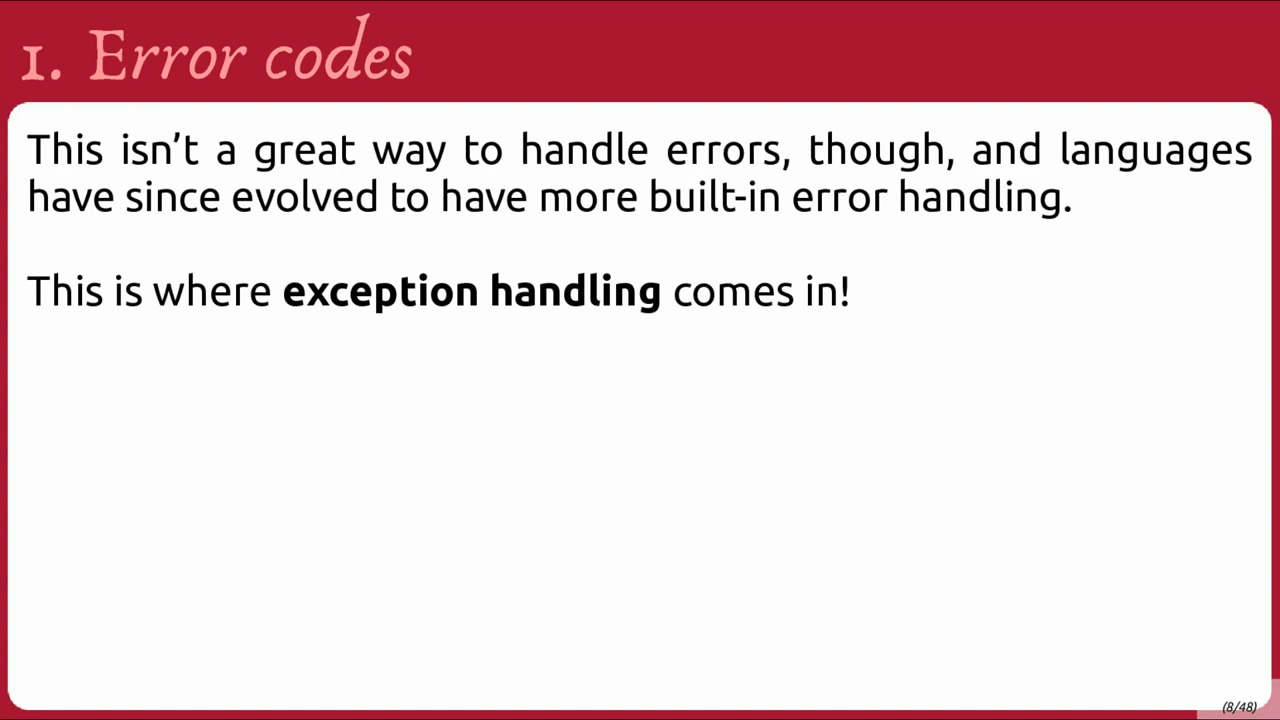 1. Error codes
This isn’t a great way to handle errors, though, and languages
have since evolved to have more built-in error handling.
This is where exception handling comes in!
(8/48)